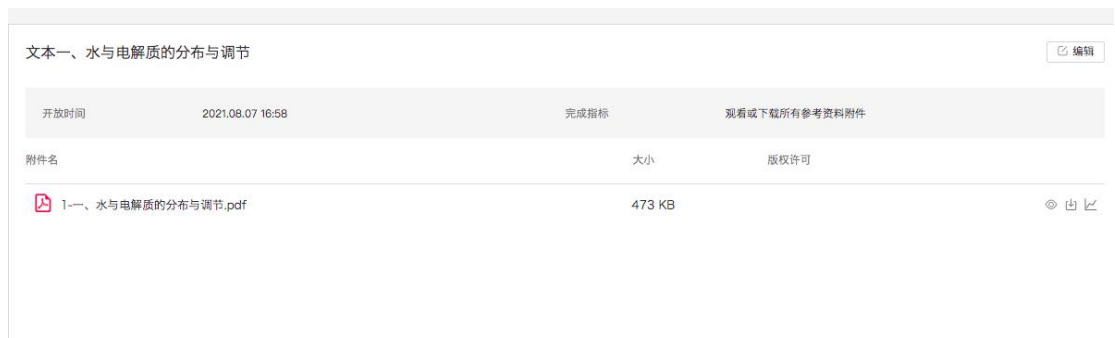 文本一、水与电解质的分布与调节
编辑
开放时间 2021.08.07 16:58 完成指标 观看或下载所有参考资料附件
附件名 大小 版权许可
1-一、水与电解质的分布与调节.pdf 473 KB